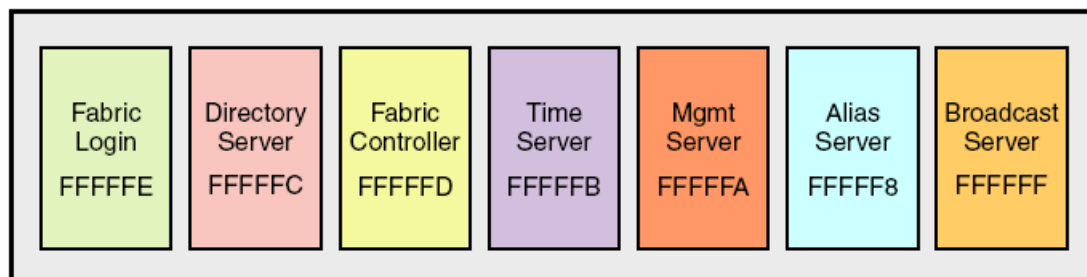 Fabric
Login
FFFFFE
Directory
Server
FFFFFC
Fabric
Controller
FFFFFD
Time
Server
FFFFFB
Mgmt
Server
FFFFFA
Alias
Server
FFFFF8
Broadcast
Server
FFFFFF